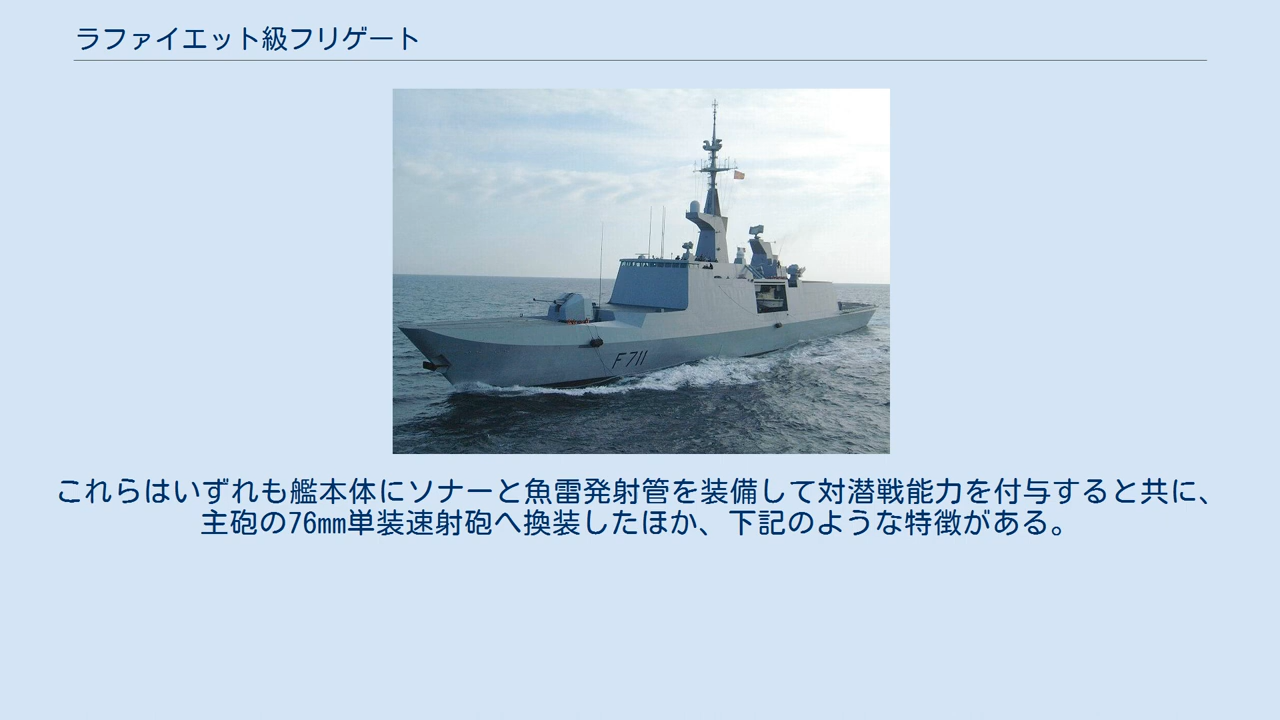 ラファイエット級フリゲート
F711
これらはいずれも艦本体にソナーと魚雷発射管を装備して対潜戦能力を付与すると共に、
主砲の76mm単装速射砲へ換装したほか、下記のような特徴がある。